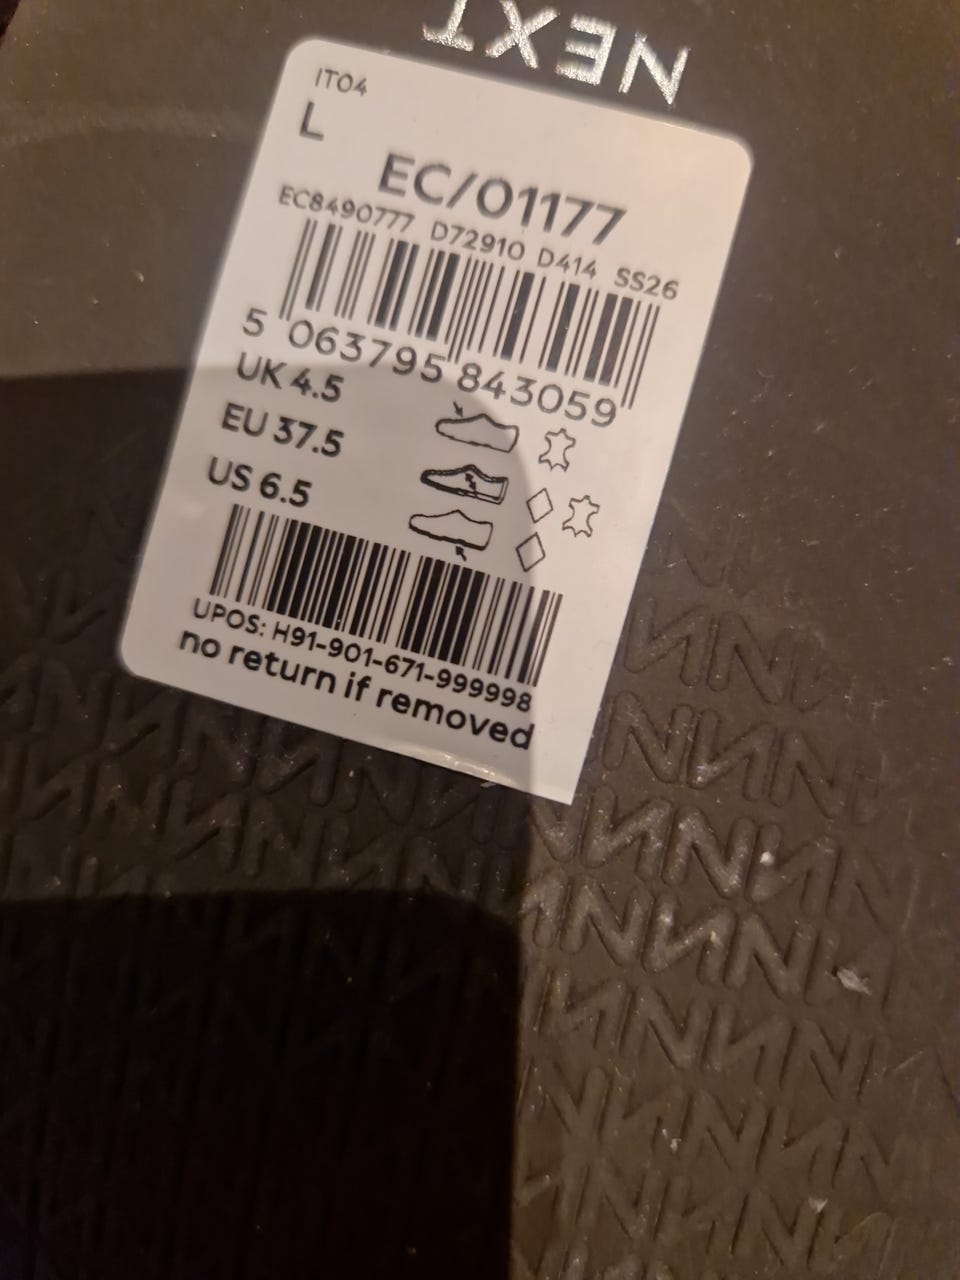 NEXT
IT04
L
EC/01177
EC8490777 D72910 D414 SS26
5 063795 843059
UK 4.5
EU 37.5
US 6.5
UPOS: H91-901-671-999998
no return if removed